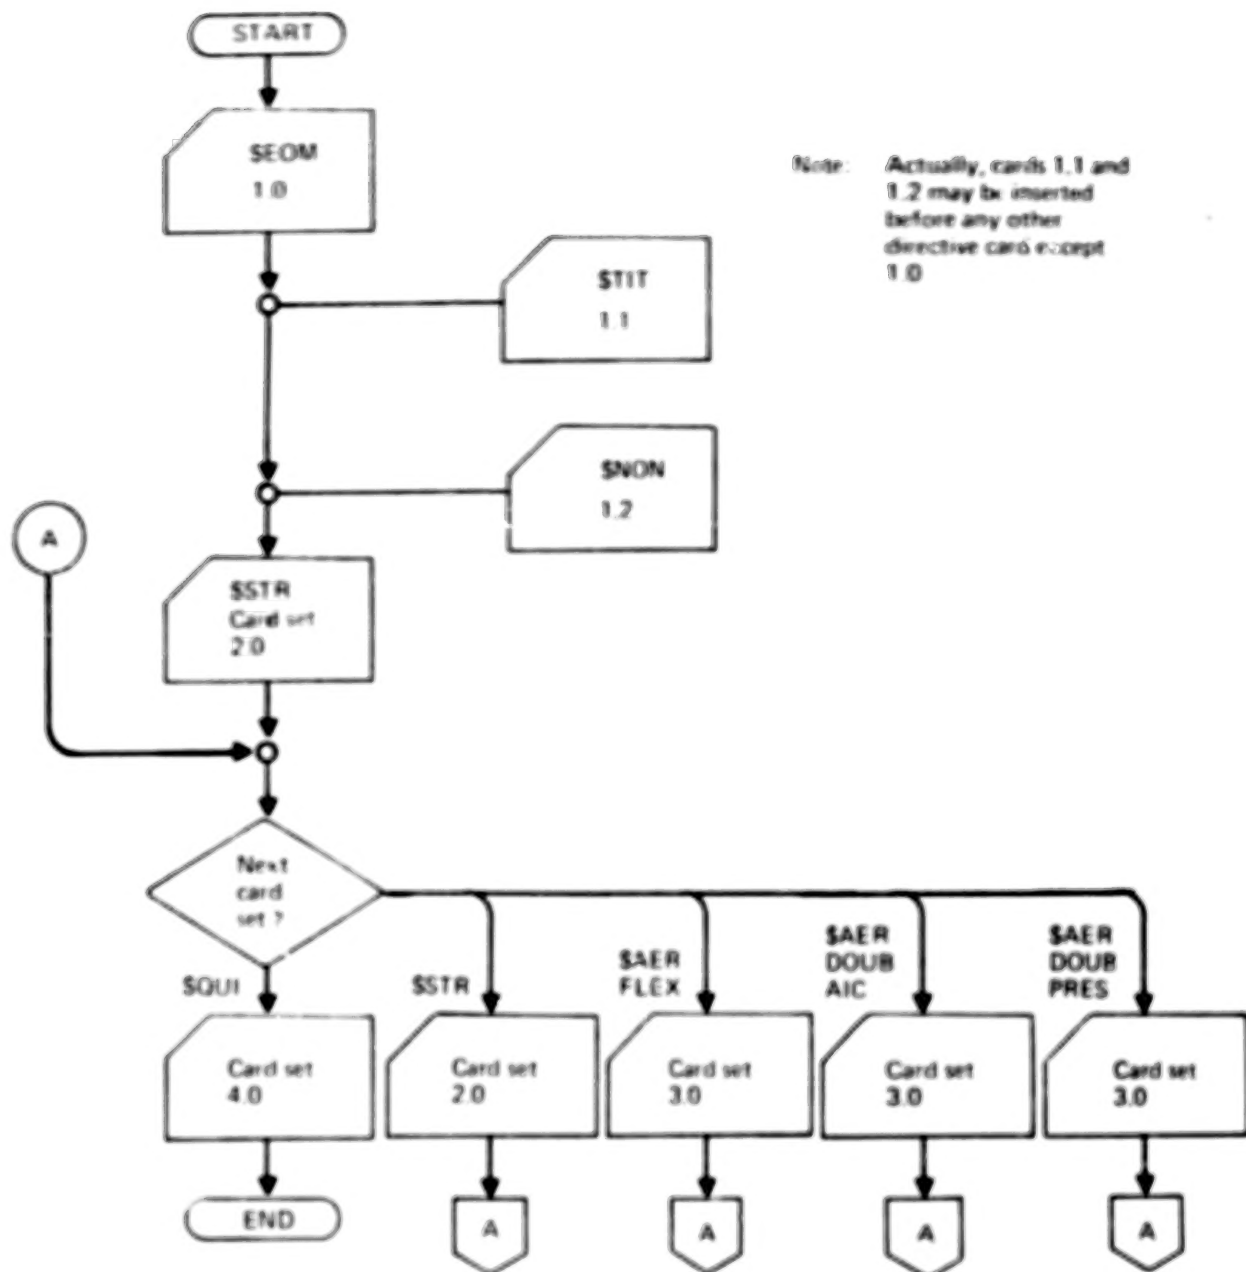 START
$EOM
1.0
Note: Actually, cards 1.1 and
1.2 may be inserted
before any other
directive card except
1.0
$TIT
1.1
$NON
1.2
A
$STR
Card set
2.0
Next
card
set ?
$QUI
$STR
$AER
FLEX
$AER
DOUB
AIC
$AER
DOUB
PRES
Card set
4.0
Card set
2.0
Card set
3.0
Card set
3.0
Card set
3.0
END
A
A
A
A